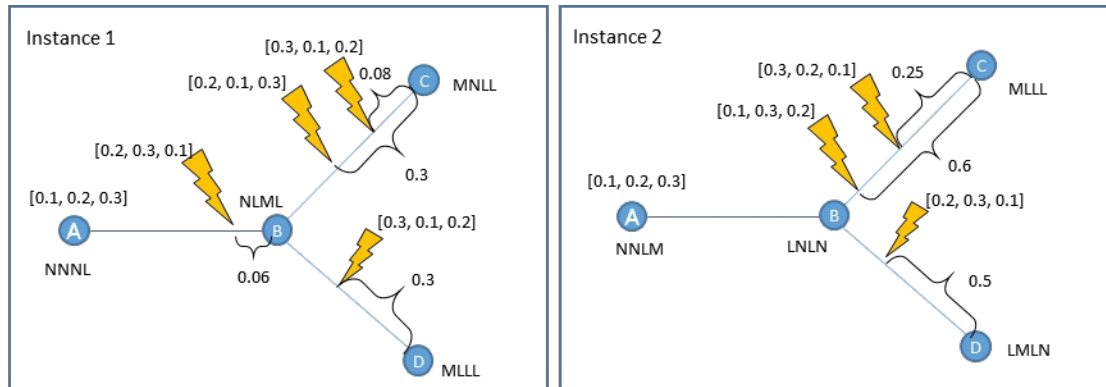 Instance 1
[0.3, 0.1, 0.2]
[0.2, 0.1, 0.3]
0.08
C
MNLL
[0.2, 0.3, 0.1]
0.3
[0.1, 0.2, 0.3]
NLML
[0.3, 0.1, 0.2]
A
B
NNNL
0.06
0.3
D
MLLL
Instance 2
[0.3, 0.2, 0.1]
0.25
C
MLLL
[0.1, 0.3, 0.2]
0.6
[0.1, 0.2, 0.3]
[0.2, 0.3, 0.1]
A
B
NNLM
LNLN
0.5
D
LMLN